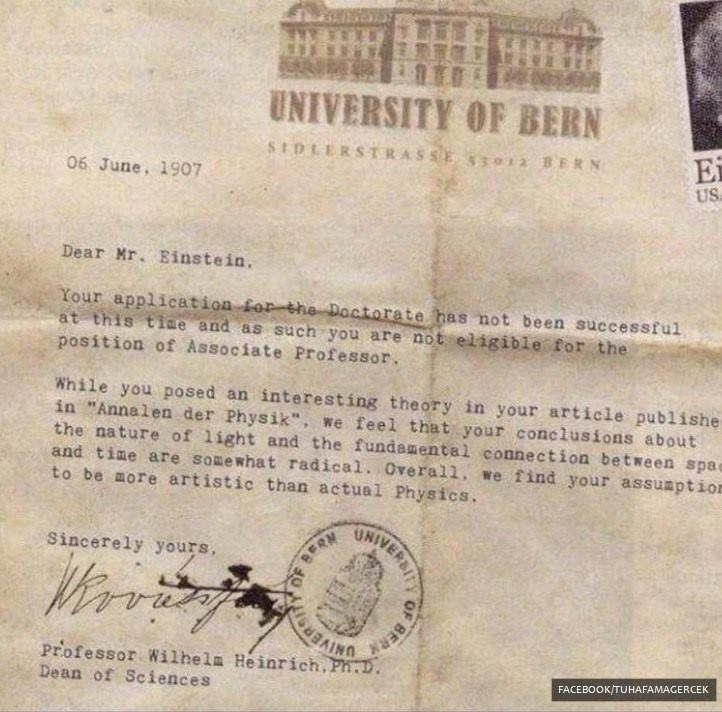 UNIVERSITY OF BERN
SIDLERSTRASSE, 53012 BERN
Ei
USA
06 June, 1907
Dear Mr. Einstein,
Your application for the Doctorate has not been successful
at this time and as such you are not eligible for the
position of Associate Professor.
While you posed an interesting theory in your article publishe
in "Annalen der Physik", we feel that your conclusions about
the nature of light and the fundamental connection between spac
and time are somewhat radical. Overall, we find your assumption
to be more artistic than actual Physics.
Sincerely yours,
UNIVERSITY OF BERN UNIVERSITY OF BERN
Professor Wilhelm Heinrich,Ph.D.
Dean of Sciences
FACEBOOK/TUHAFAMAGERCEK